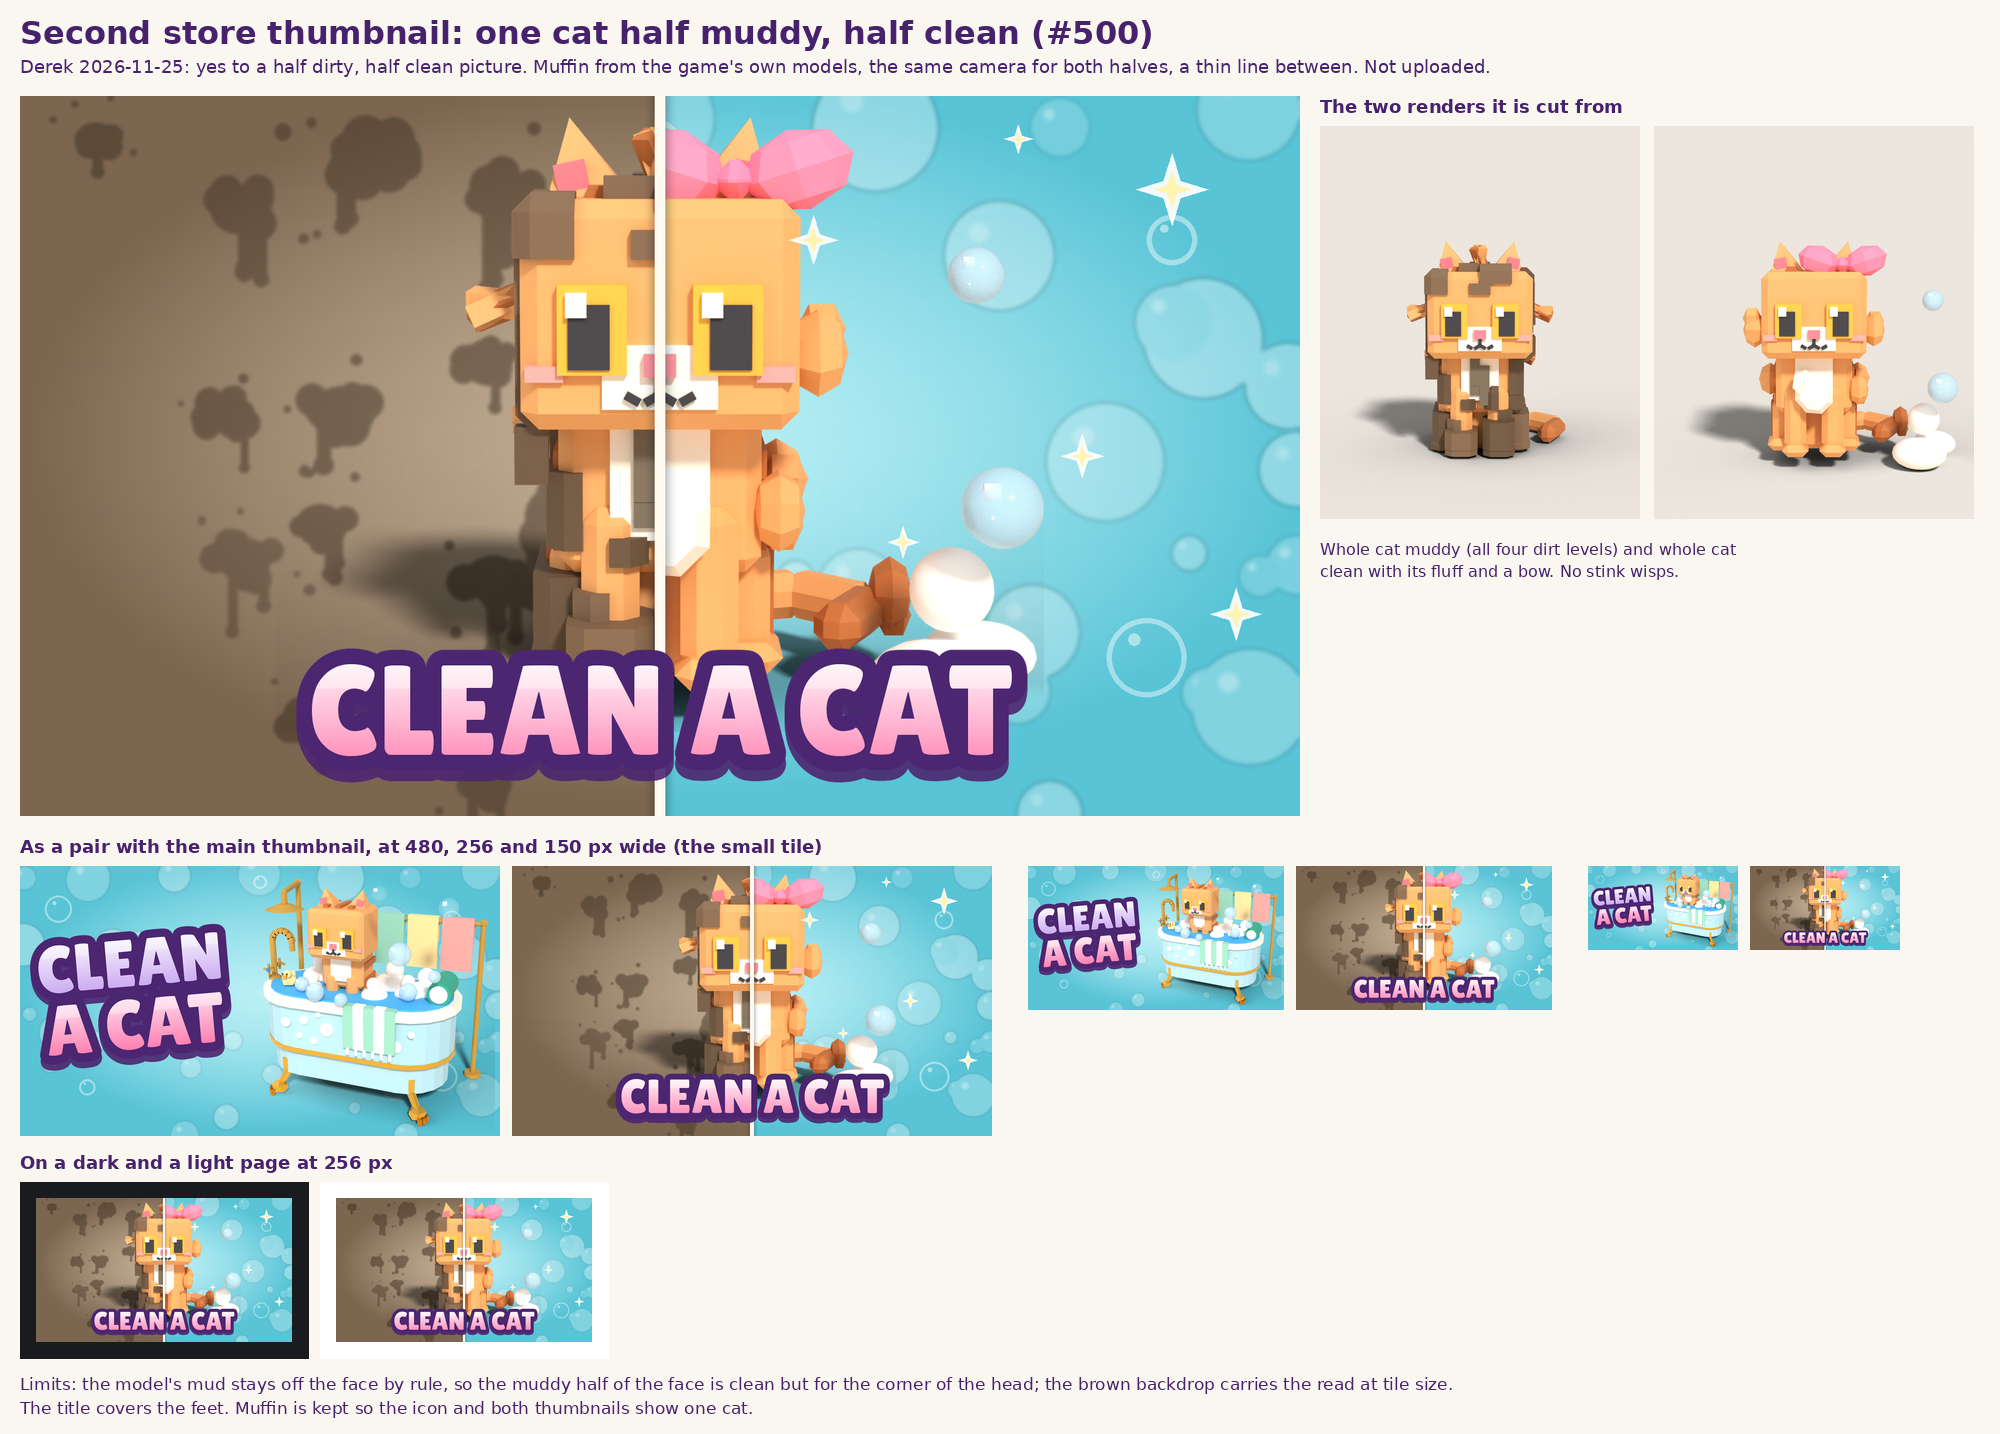 Second store thumbnail: one cat half muddy, half clean (#500)
Derek 2026-11-25: yes to a half dirty, half clean picture. Muffin from the game's own models, the same camera for both halves, a thin line between. Not uploaded.
The two renders it is cut from
CLEAN A CAT
Whole cat muddy (all four dirt levels) and whole cat
clean with its fluff and a bow. No stink wisps.
As a pair with the main thumbnail, at 480, 256 and 150 px wide (the small tile)
CLEAN
A CAT
CLEAN A CAT
CLEAN
A CAT
CLEAN A CAT
CLEAN
A CAT
CLEAN A CAT
On a dark and a light page at 256 px
CLEAN A CAT
CLEAN A CAT
Limits: the model's mud stays off the face by rule, so the muddy half of the face is clean but for the corner of the head; the brown backdrop carries the read at tile size.
The title covers the feet. Muffin is kept so the icon and both thumbnails show one cat.